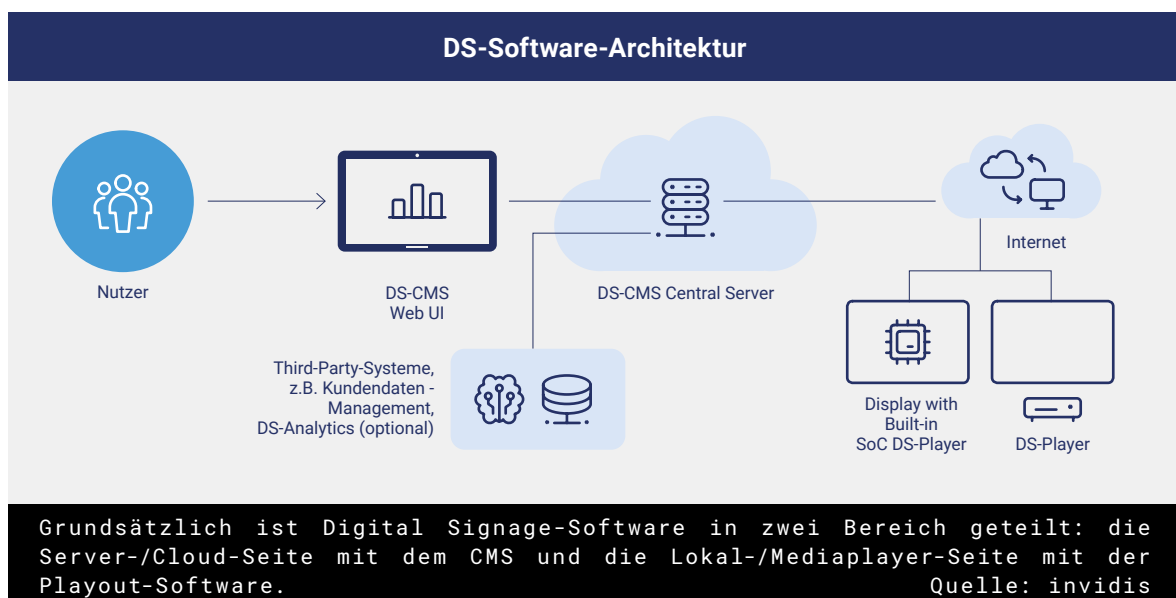 DS-Software-Architektur
Nutzer
DS-CMS
Web UI
DS-CMS Central Server
Internet
Third-Party-Systeme,
z.B. Kundendaten -
Management,
DS-Analytics (optional)
Display with
Built-in
SoC DS-Player
DS-Player
Grundsätzlich ist Digital Signage-Software in zwei Bereich geteilt: die
Server-/Cloud-Seite mit dem CMS und die Lokal-/Mediaplayer-Seite mit der
Playout-Software. Quelle: invidis